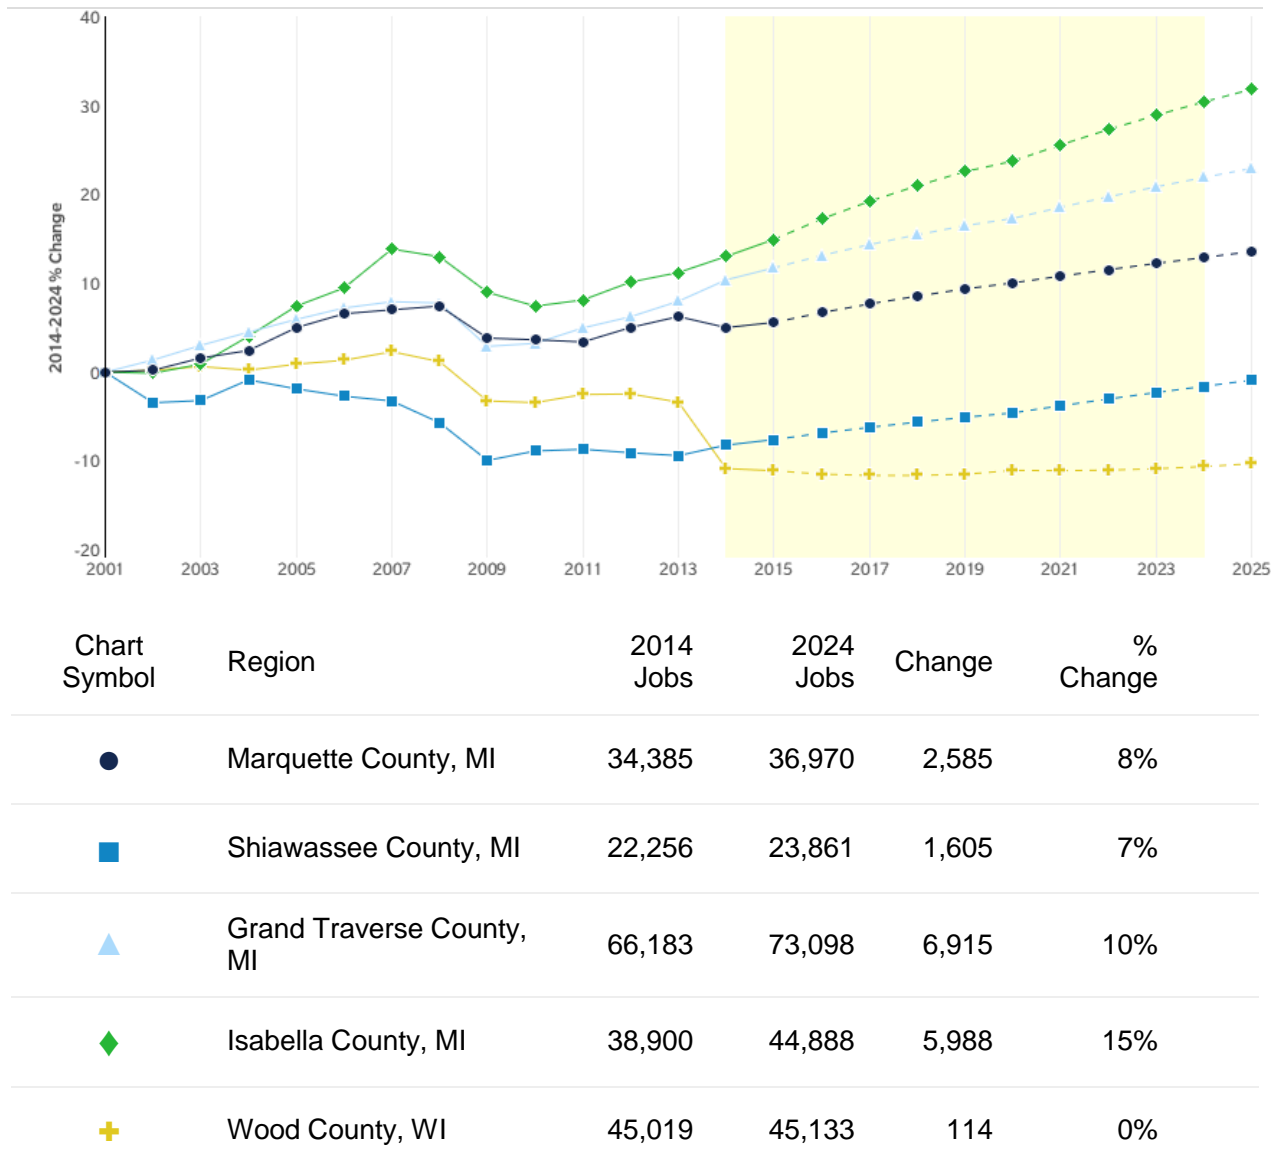 40
30
20
10
0
-10
-20
2014-2024 % Change
2001 2003 2005 2007 2009 2011 2013 2015 2017 2019 2021 2023 2025
Chart Symbol Region 2014 Jobs 2024 Jobs Change % Change
Marquette County, MI 34,385 36,970 2,585 8%
Shiawassee County, MI 22,256 23,861 1,605 7%
Grand Traverse County, MI 66,183 73,098 6,915 10%
Isabella County, MI 38,900 44,888 5,988 15%
Wood County, WI 45,019 45,133 114 0%